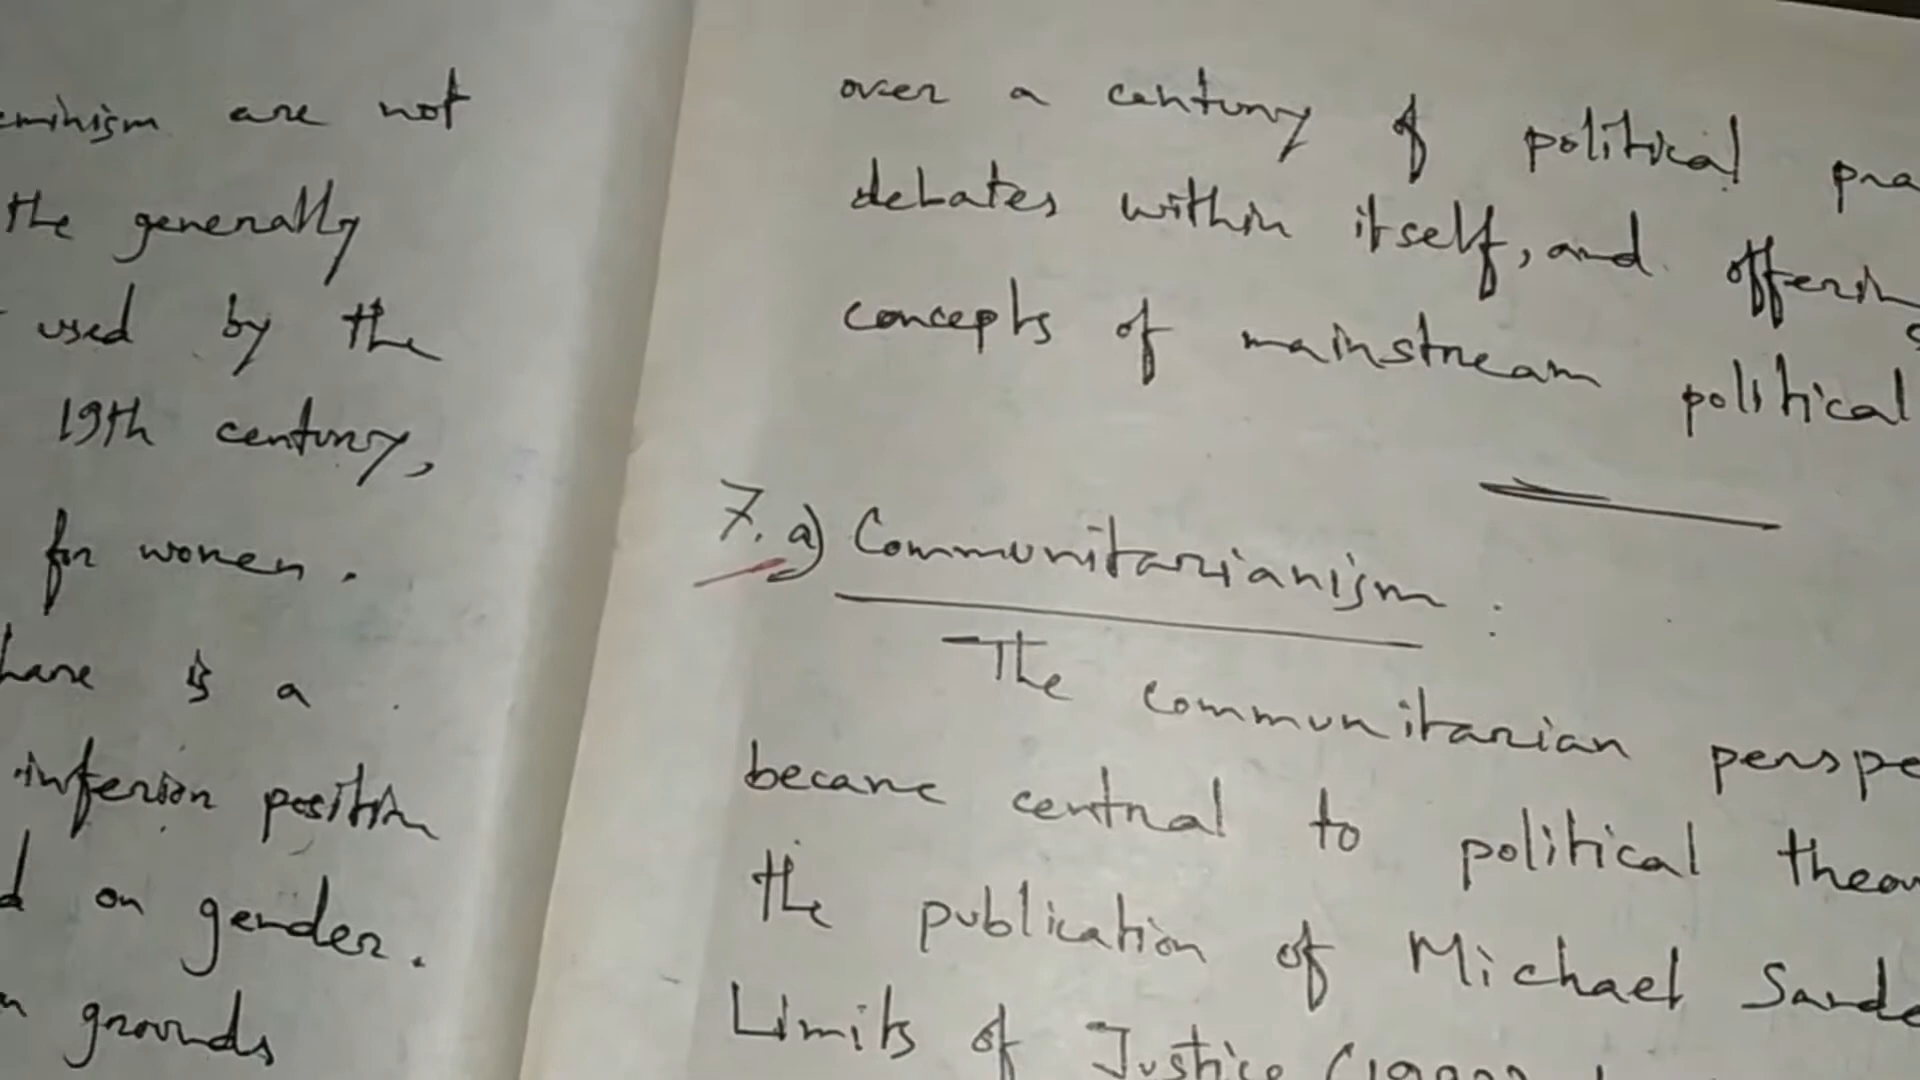 are not
the generally
used by the
19th century,
for women.
is a
inferior position
on gender.
grounds
over a century of political
debates within itself, and
concepts of mainstream political
7. a) Communitarianism :
The communitarian
became central to political
the publication of Michael
Limits of Justice